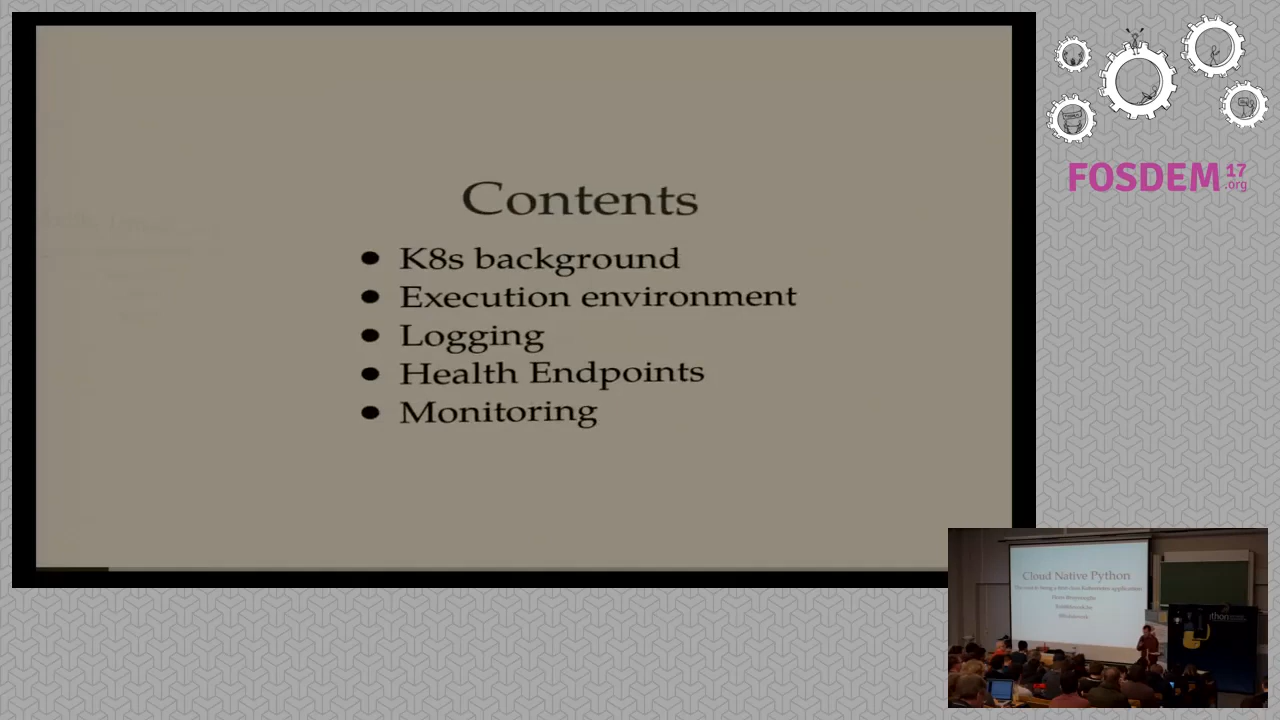 Contents
K8s background
Execution environment
Logging
Health Endpoints
Monitoring
FOSDEM 17
.org
Cloud Native Python